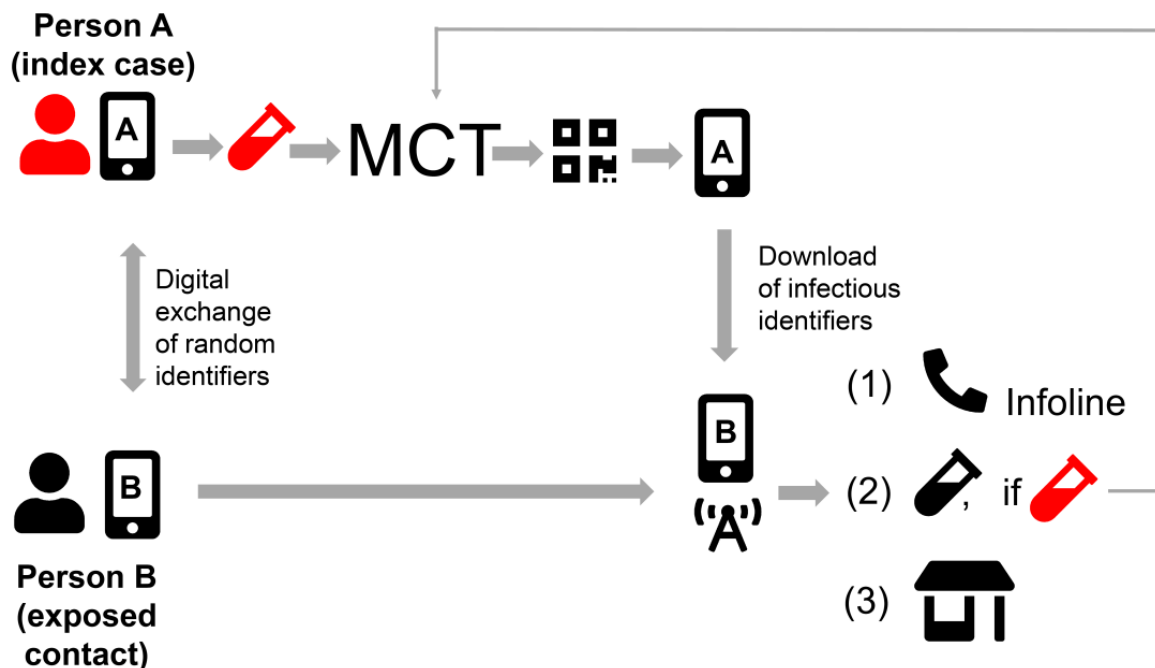 Person A
(index case)
A
MCT
A
Digital
exchange
of random
identifiers
Download
of infectious
identifiers
(1)
Infoline
B
B
(2) , if
(3)
Person B
(exposed
contact)